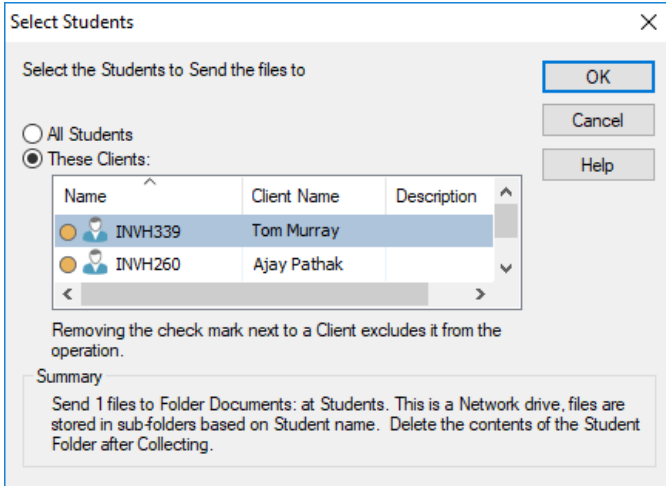 Select Students
Select the Students to Send the files to
OK
Cancel
Help
All Students
These Clients:
Name Client Name Description
INVH339 Tom Murray
INVH260 Ajay Pathak
Removing the check mark next to a Client excludes it from the
operation.
Summary
Send 1 files to Folder Documents: at Students. This is a Network drive, files are
stored in sub-folders based on Student name.  Delete the contents of the Student
Folder after Collecting.